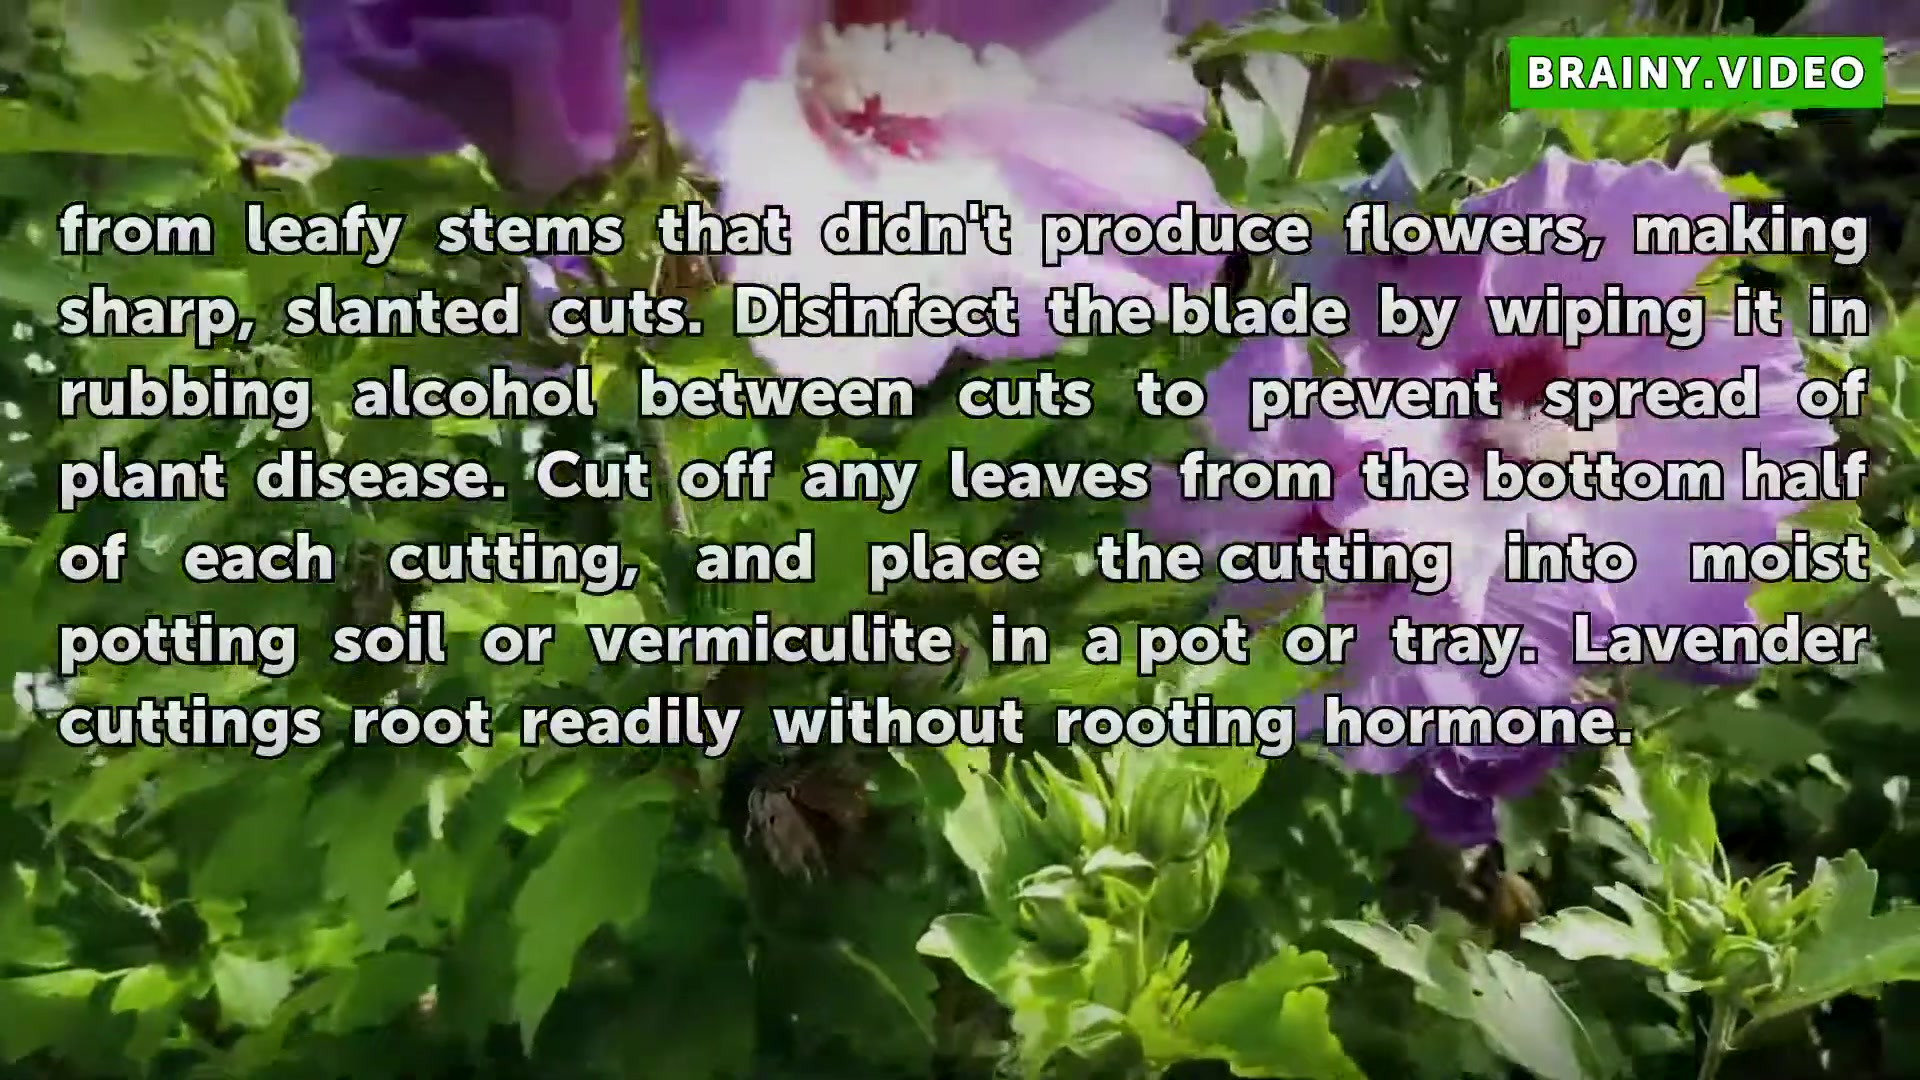 BRAINY.VIDEO
from leafy stems that didn't produce flowers, making
sharp, slanted cuts. Disinfect the blade by wiping it in
rubbing alcohol between cuts to prevent spread of
plant disease. Cut off any leaves from the bottom half
of each cutting, and place the cutting into moist
potting soil or vermiculite in a pot or tray. Lavender
cuttings root readily without rooting hormone.